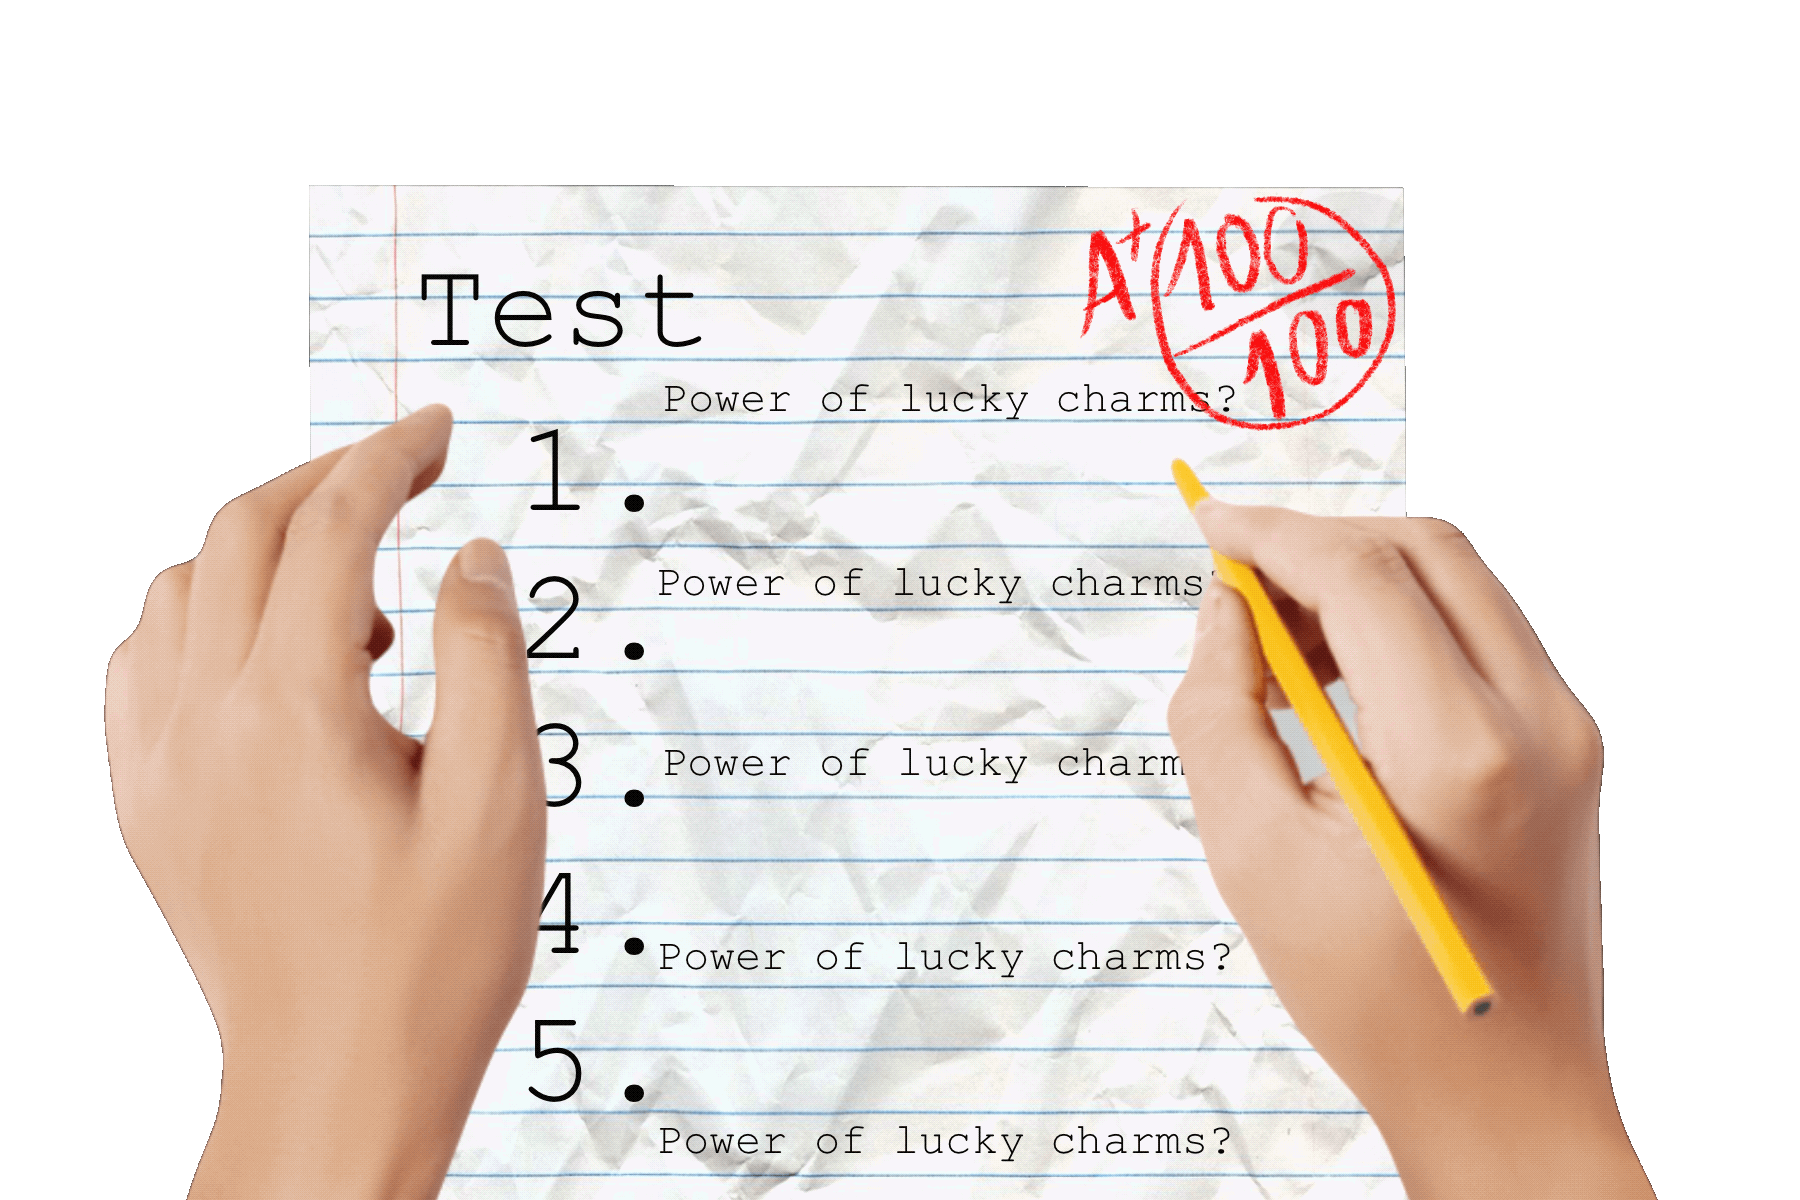 A+ 100/100
Test
Power of lucky charms?
1.
Power of lucky charms
2.
Power of lucky charm
3.
4.
Power of lucky charms?
5.
Power of lucky charms?